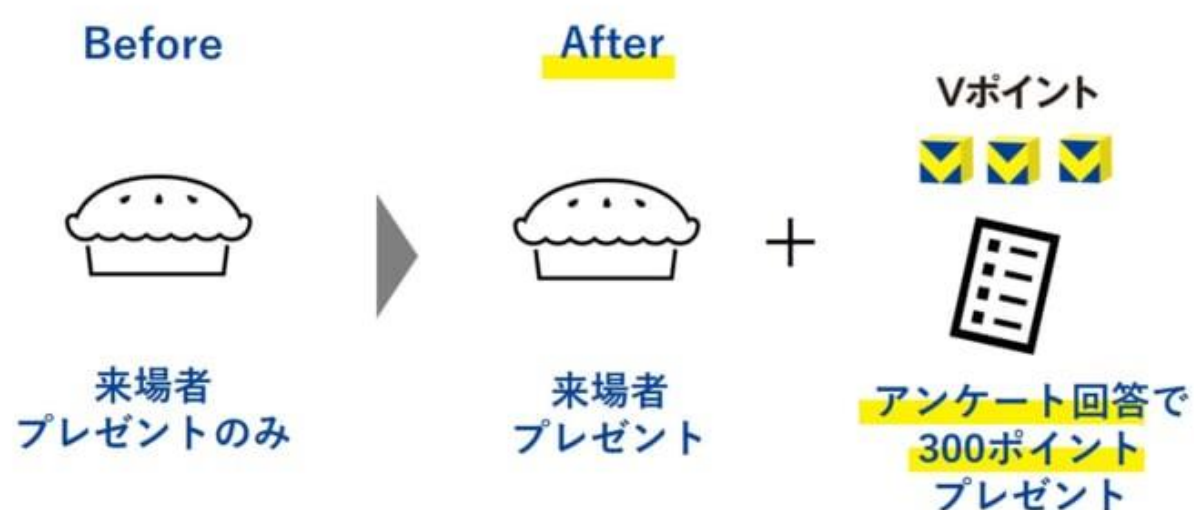 Before
After
Vポイント
来場者
プレゼントのみ
来場者
プレゼント
アンケート回答で
300ポイント
プレゼント